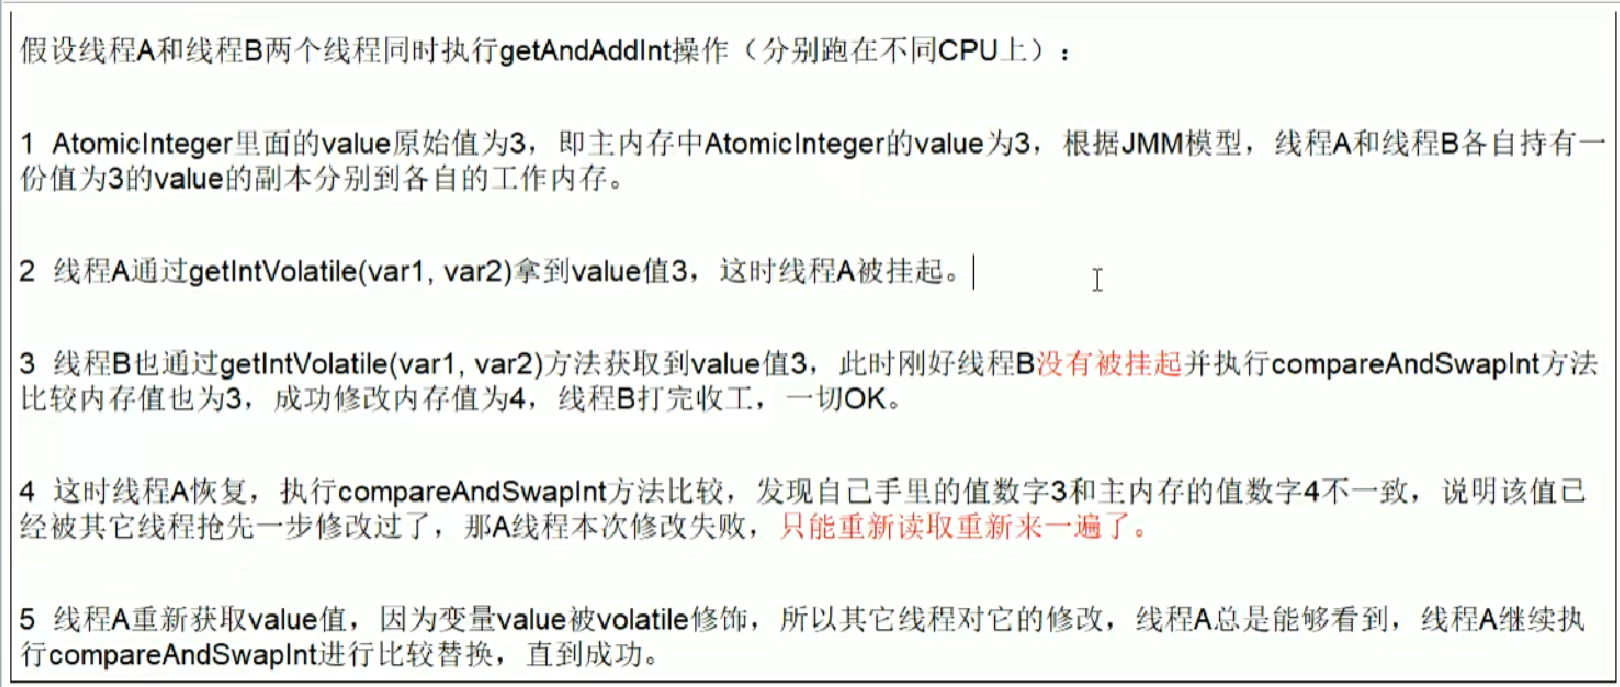 假设线程A和线程B两个线程同时执行getAndAddInt操作（分别跑在不同CPU上）：
1 AtomicInteger里面的value原始值为3，即主内存中AtomicInteger的value为3，根据JMM模型，线程A和线程B各自持有一
份值为3的value的副本分别到各自的工作内存。
2 线程A通过getIntVolatile(var1, var2)拿到value值3，这时线程A被挂起。
3 线程B也通过getIntVolatile(var1, var2)方法获取到value值3，此时刚好线程B没有被挂起并执行compareAndSwapInt方法
比较内存值也为3，成功修改内存值为4，线程B打完收工，一切OK。
4 这时线程A恢复，执行compareAndSwapInt方法比较，发现自己手里的值数字3和主内存的值数字4不一致，说明该值已
经被其它线程抢先一步修改过了，那A线程本次修改失败，只能重新读取重新来一遍了。
5 线程A重新获取value值，因为变量value被volatile修饰，所以其它线程对它的修改，线程A总是能够看到，线程A继续执
行compareAndSwapInt进行比较替换，直到成功。